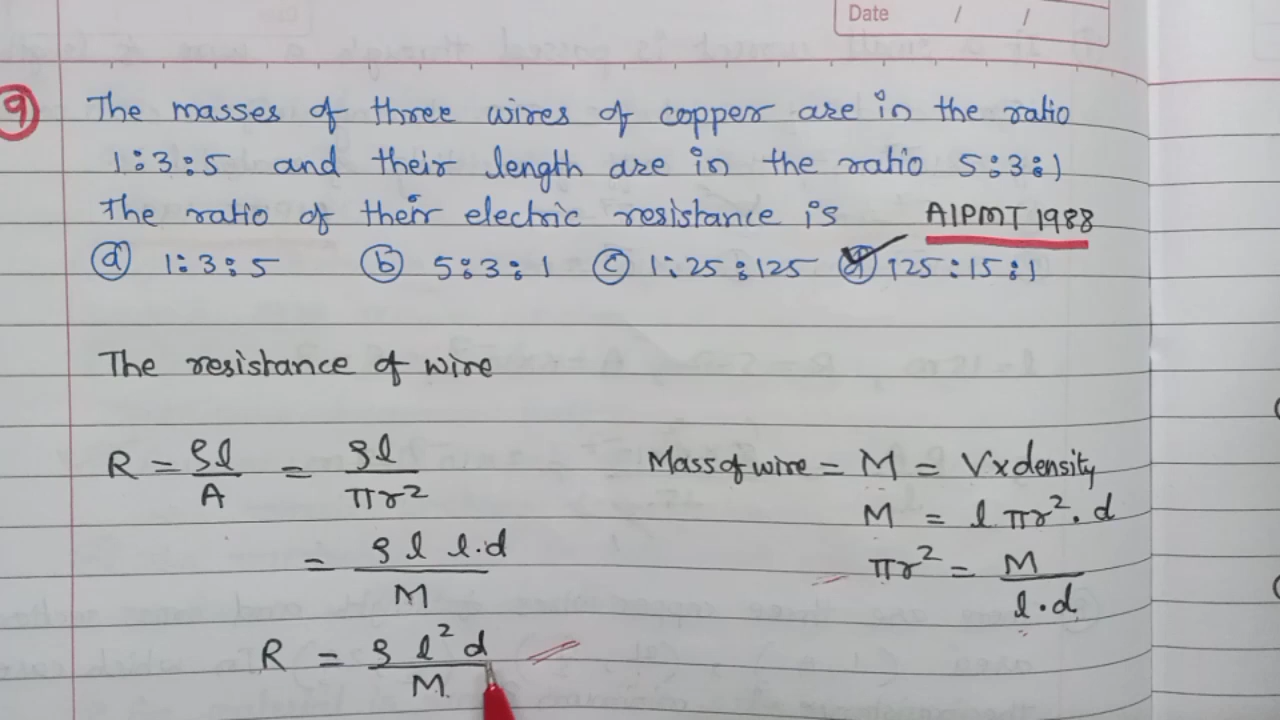 Date / /
9 The masses of three wires of copper are in the ratio
1:3:5 and their length are in the ratio 5:3:1
The ratio of their electric resistance is AIPMT 1988
(a) 1:3:5 (b) 5:3:1 (c) 1:25:125 (d) 125:15:1
The resistance of wire
R = ρl/A = ρl/πr² Mass of wire = M = V x density
M = l πr². d
= ρ l l.d/M πr² = M/l.d
R = ρ l² d/M